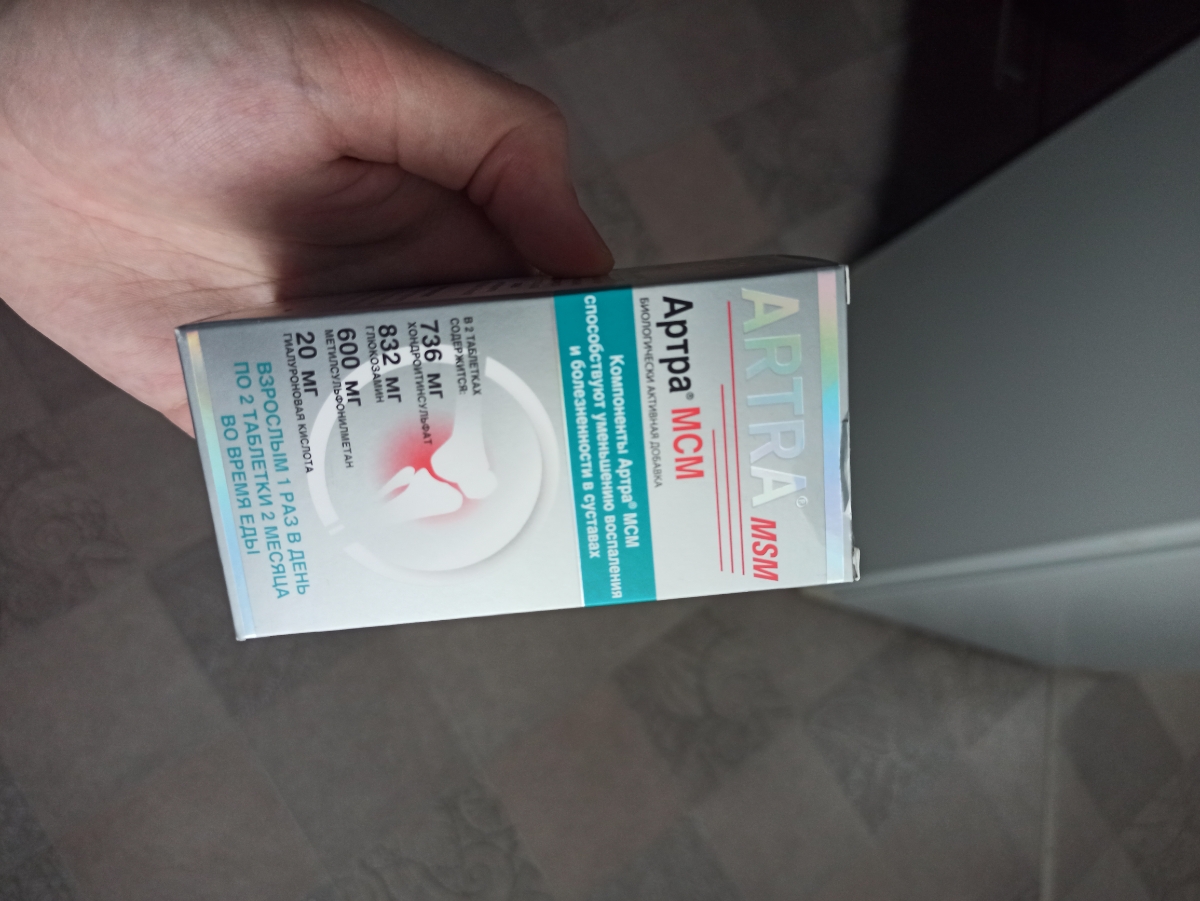 ARTRA® MSM
Артра® МСМ
БИОЛОГИЧЕСКИ АКТИВНАЯ ДОБАВКА
Компоненты Артра® МСМ
способствуют уменьшению воспаления
и болезненности в суставах
В 2 ТАБЛЕТКАХ
СОДЕРЖИТСЯ:
736 МГ
ХОНДРОИТИНСУЛЬФАТ
832 МГ
ГЛЮКОЗАМИН
600 МГ
МЕТИЛСУЛЬФОНИЛМЕТАН
20 МГ
ГИАЛУРОНОВАЯ КИСЛОТА
ВЗРОСЛЫМ 1 РАЗ В ДЕНЬ
ПО 2 ТАБЛЕТКИ 2 МЕСЯЦА
ВО ВРЕМЯ ЕДЫ